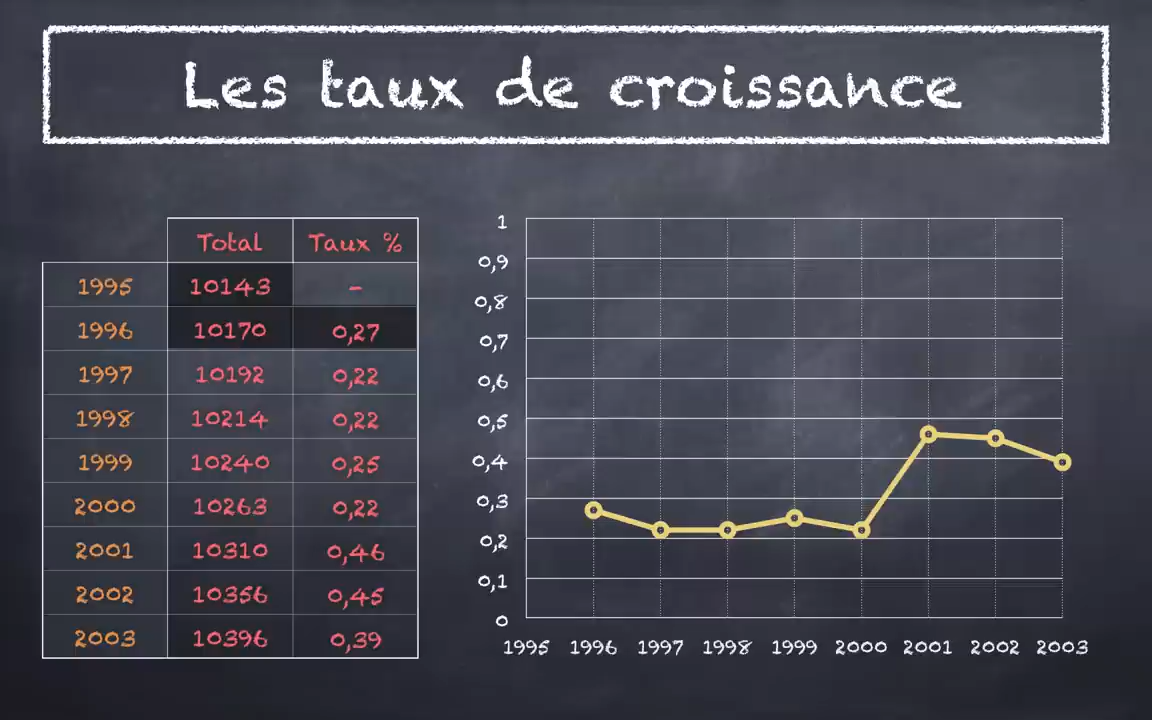 Les taux de croissance
Total Taux %
1995 10143 -
1996 10170 0,27
1997 10192 0,22
1998 10214 0,22
1999 10240 0,25
2000 10263 0,22
2001 10310 0,46
2002 10356 0,45
2003 10396 0,39
1
0,9
0,8
0,7
0,6
0,5
0,4
0,3
0,2
0,1
0
1995 1996 1997 1998 1999 2000 2001 2002 2003